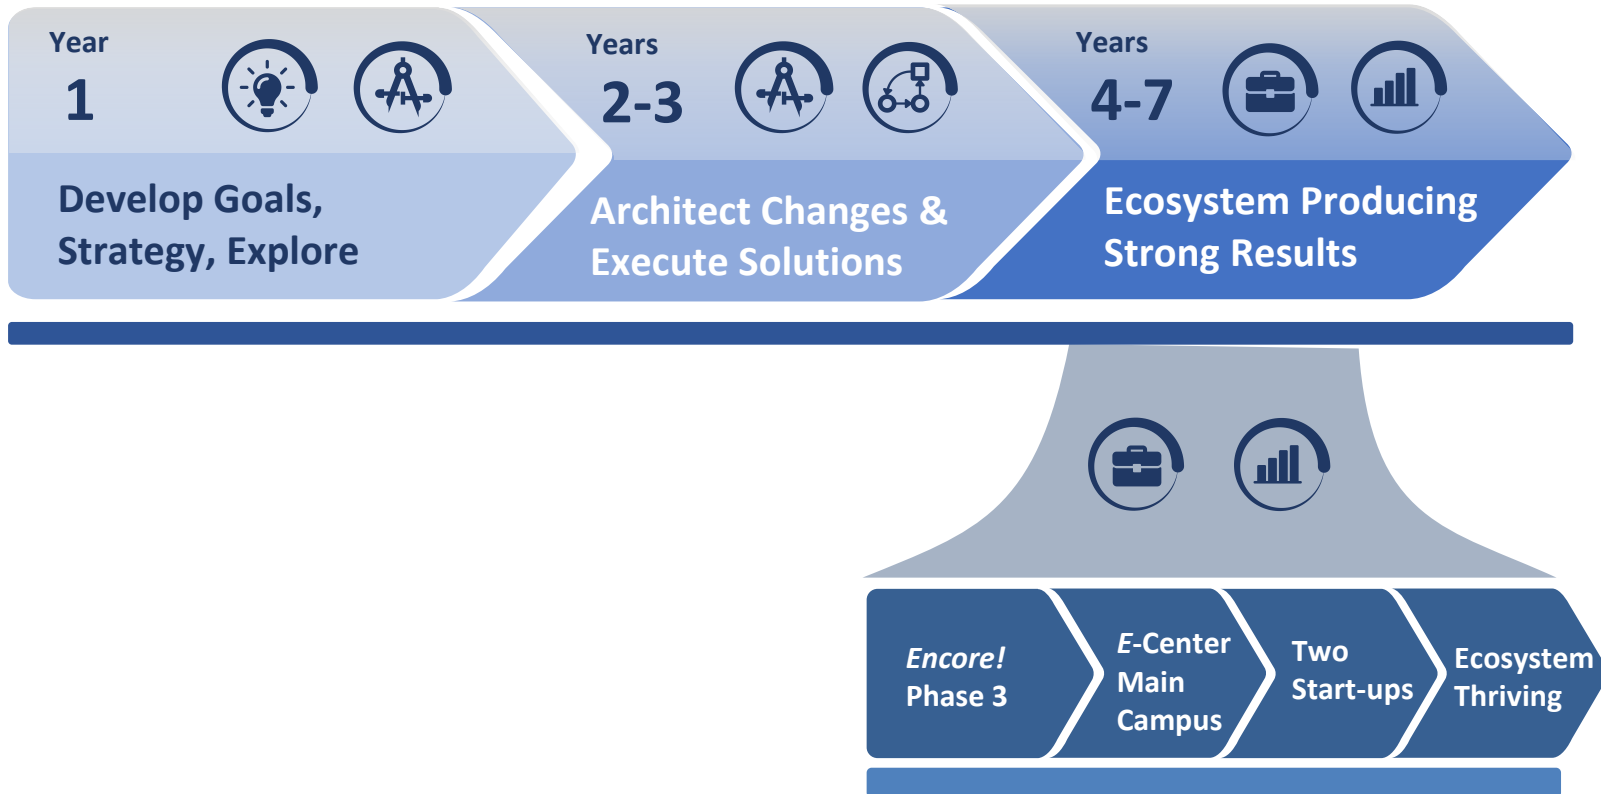 Year
1
Develop Goals,
Strategy, Explore
Years
2-3
Architect Changes &
Execute Solutions
Years
4-7
Ecosystem Producing
Strong Results
Encore!
Phase 3
E-Center
Main
Campus
Two
Start-ups
Ecosystem
Thriving